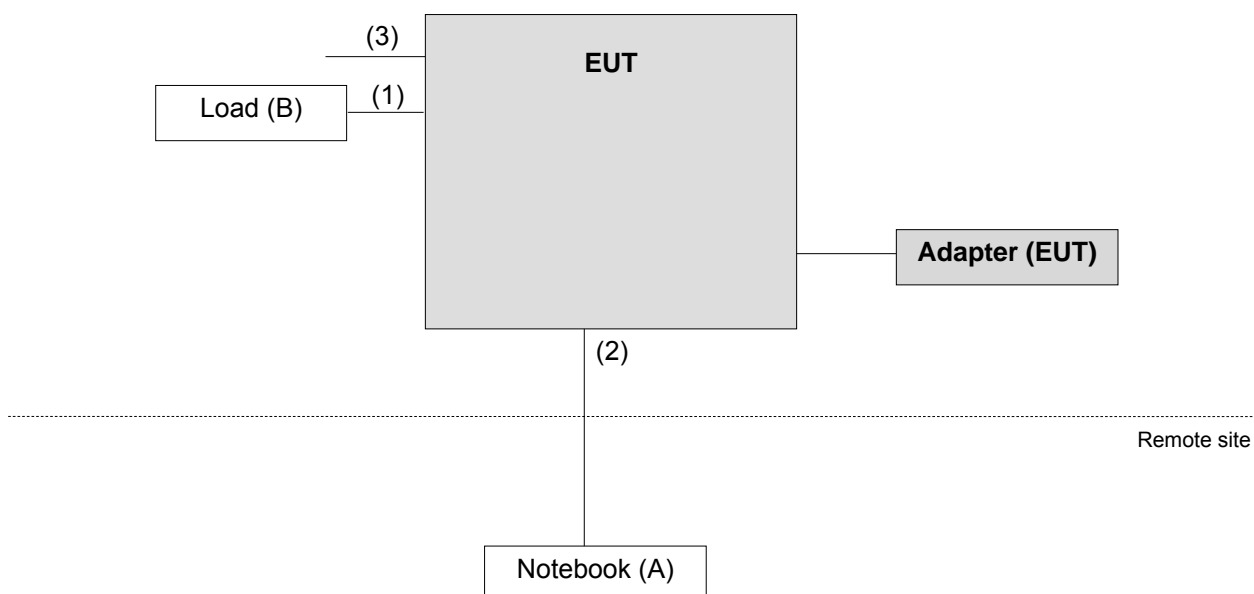 (3)
EUT
Load (B)
(1)
Adapter (EUT)
(2)
Remote site
Notebook (A)